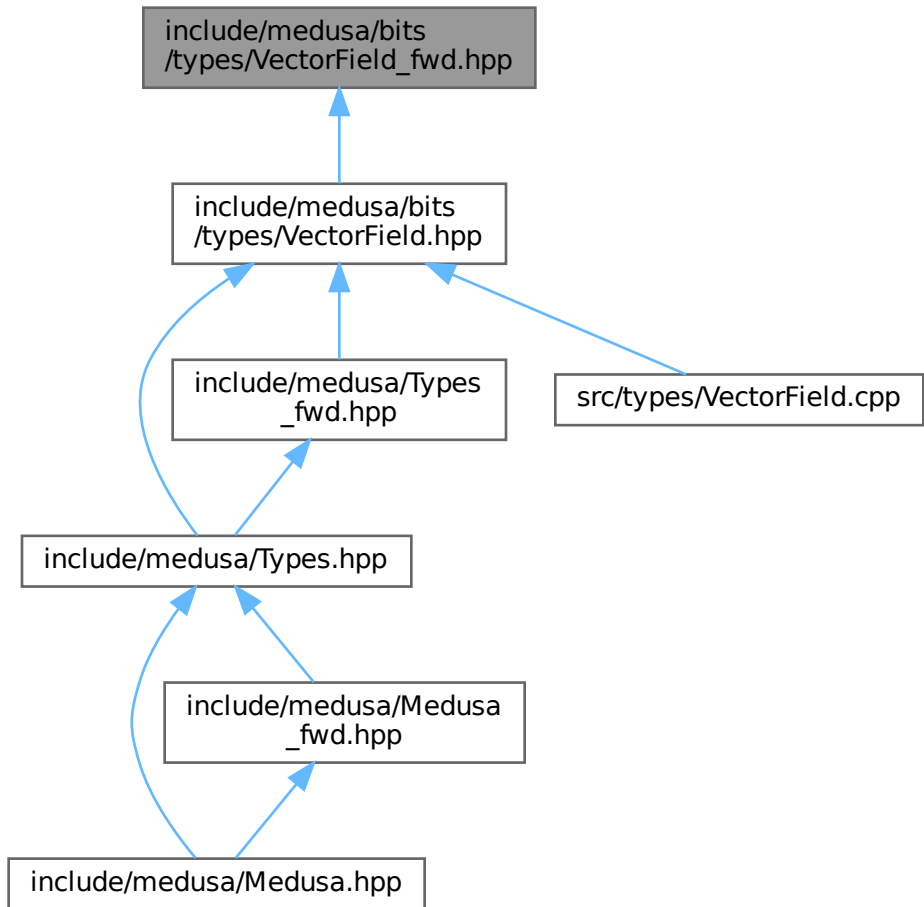 include/medusa/bits
/types/VectorField_fwd.hpp
include/medusa/bits
/types/VectorField.hpp
include/medusa/Types
_fwd.hpp
src/types/VectorField.cpp
include/medusa/Types.hpp
include/medusa/Medusa
_fwd.hpp
include/medusa/Medusa.hpp